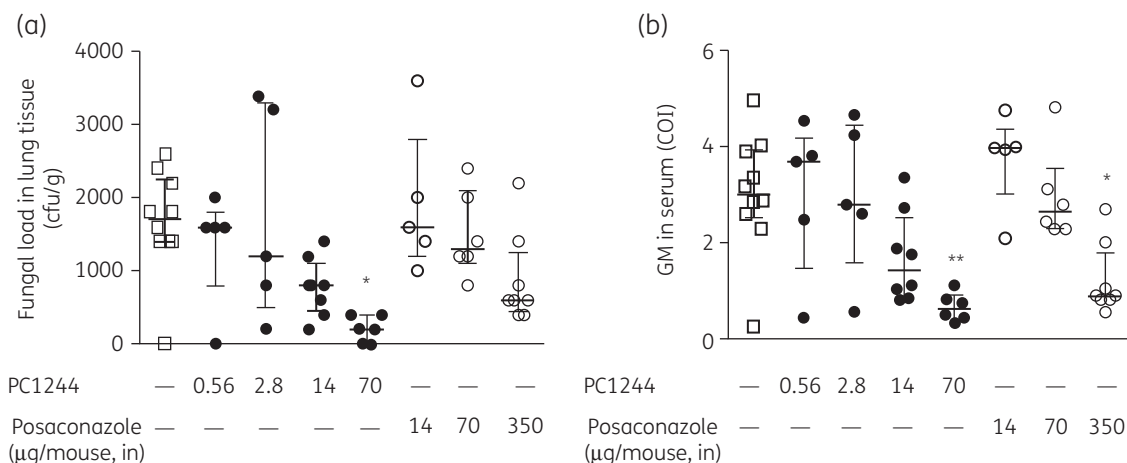 (a)
4000
3000
2000
1000
0
Fungal load in lung tissue
(cfu/g)
*
PC1244 — 0.56 2.8 14 70 — — —
Posaconazole — — — — — 14 70 350
(µg/mouse, in)
(b)
6
4
2
0
GM in serum (COI)
**
*
PC1244 — 0.56 2.8 14 70 — — —
Posaconazole — — — — — 14 70 350
(µg/mouse, in)